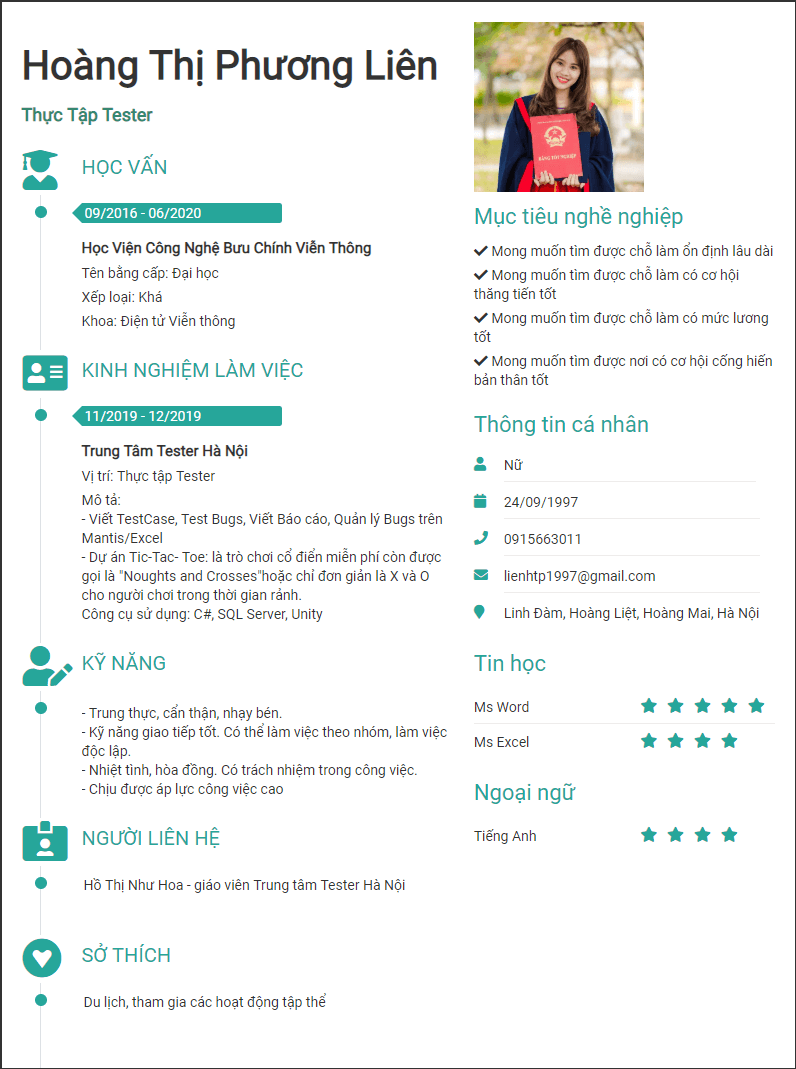 Hoàng Thị Phương Liên
Thực Tập Tester
HỌC VẤN
09/2016 - 06/2020
Học Viện Công Nghệ Bưu Chính Viễn Thông
Tên bằng cấp: Đại học
Xếp loại: Khá
Khoa: Điện tử Viễn thông
KINH NGHIỆM LÀM VIỆC
11/2019 - 12/2019
Trung Tâm Tester Hà Nội
Vị trí: Thực tập Tester
Mô tả:
- Viết TestCase, Test Bugs, Viết Báo cáo, Quản lý Bugs trên
Mantis/Excel
- Dự án Tic-Tac- Toe: là trò chơi cổ điển miễn phí còn được
gọi là "Noughts and Crosses"hoặc chỉ đơn giản là X và O
cho người chơi trong thời gian rảnh.
Công cụ sử dụng: C#, SQL Server, Unity
KỸ NĂNG
- Trung thực, cẩn thận, nhạy bén.
- Kỹ năng giao tiếp tốt. Có thể làm việc theo nhóm, làm việc
độc lập.
- Nhiệt tình, hòa đồng. Có trách nhiệm trong công việc.
- Chịu được áp lực công việc cao
NGƯỜI LIÊN HỆ
Hồ Thị Như Hoa - giáo viên Trung tâm Tester Hà Nội
SỞ THÍCH
Du lịch, tham gia các hoạt động tập thể
BẰNG TỐT NGHIỆP
Mục tiêu nghề nghiệp
✔ Mong muốn tìm được chỗ làm ổn định lâu dài
✔ Mong muốn tìm được chỗ làm có cơ hội
thăng tiến tốt
✔ Mong muốn tìm được chỗ làm có mức lương
tốt
✔ Mong muốn tìm được nơi có cơ hội cống hiến
bản thân tốt
Thông tin cá nhân
Nữ
24/09/1997
0915663011
lienhtp1997@gmail.com
Linh Đàm, Hoàng Liệt, Hoàng Mai, Hà Nội
Tin học
Ms Word ★ ★ ★ ★ ★
Ms Excel ★ ★ ★ ★
Ngoại ngữ
Tiếng Anh ★ ★ ★ ★